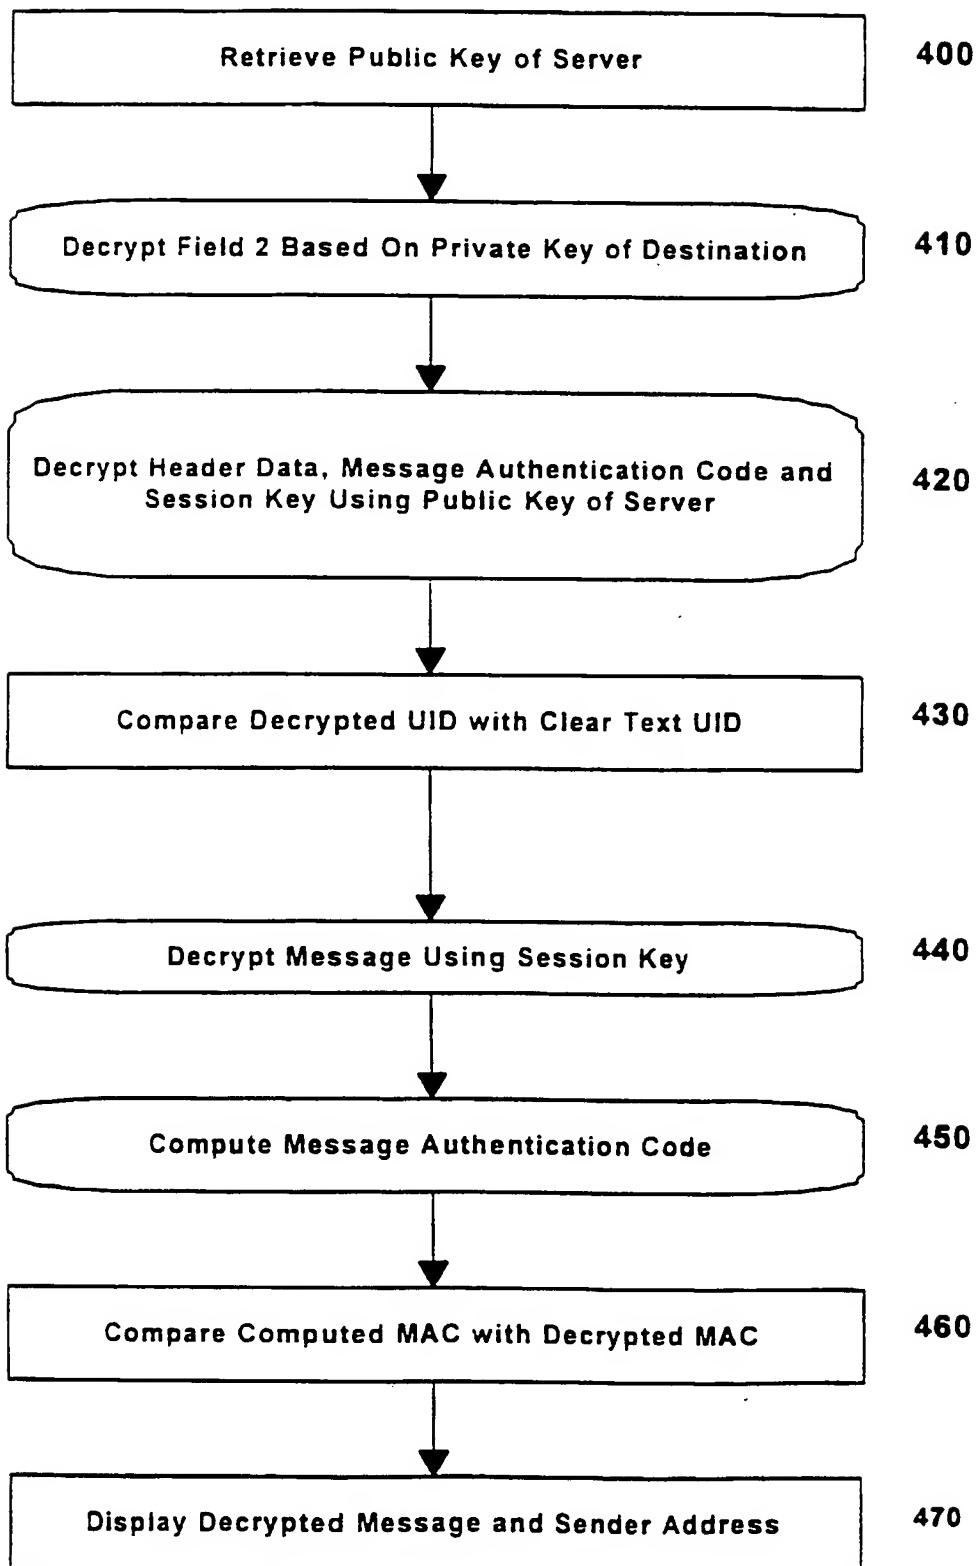 Retrieve Public Key of Server 400
Decrypt Field 2 Based On Private Key of Destination 410
Decrypt Header Data, Message Authentication Code and
Session Key Using Public Key of Server 420
Compare Decrypted UID with Clear Text UID 430
Decrypt Message Using Session Key 440
Compute Message Authentication Code 450
Compare Computed MAC with Decrypted MAC 460
Display Decrypted Message and Sender Address 470